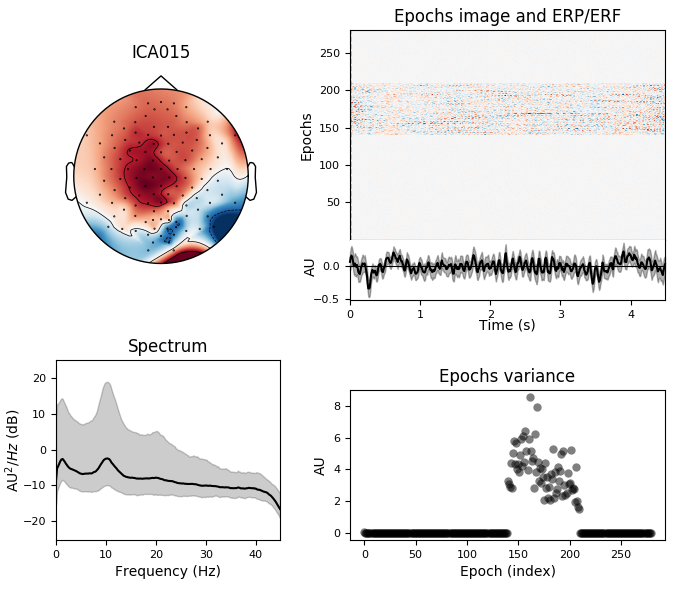 ICA015
Epochs image and ERP/ERF
250
200
150
100
50
Epochs
0.0
−0.5
AU
0 1 2 3 4
Time (s)
Spectrum
20
10
0
−10
−20
AU²/Hz (dB)
0 10 20 30 40
Frequency (Hz)
Epochs variance
8
6
4
2
0
AU
0 50 100 150 200 250
Epoch (index)